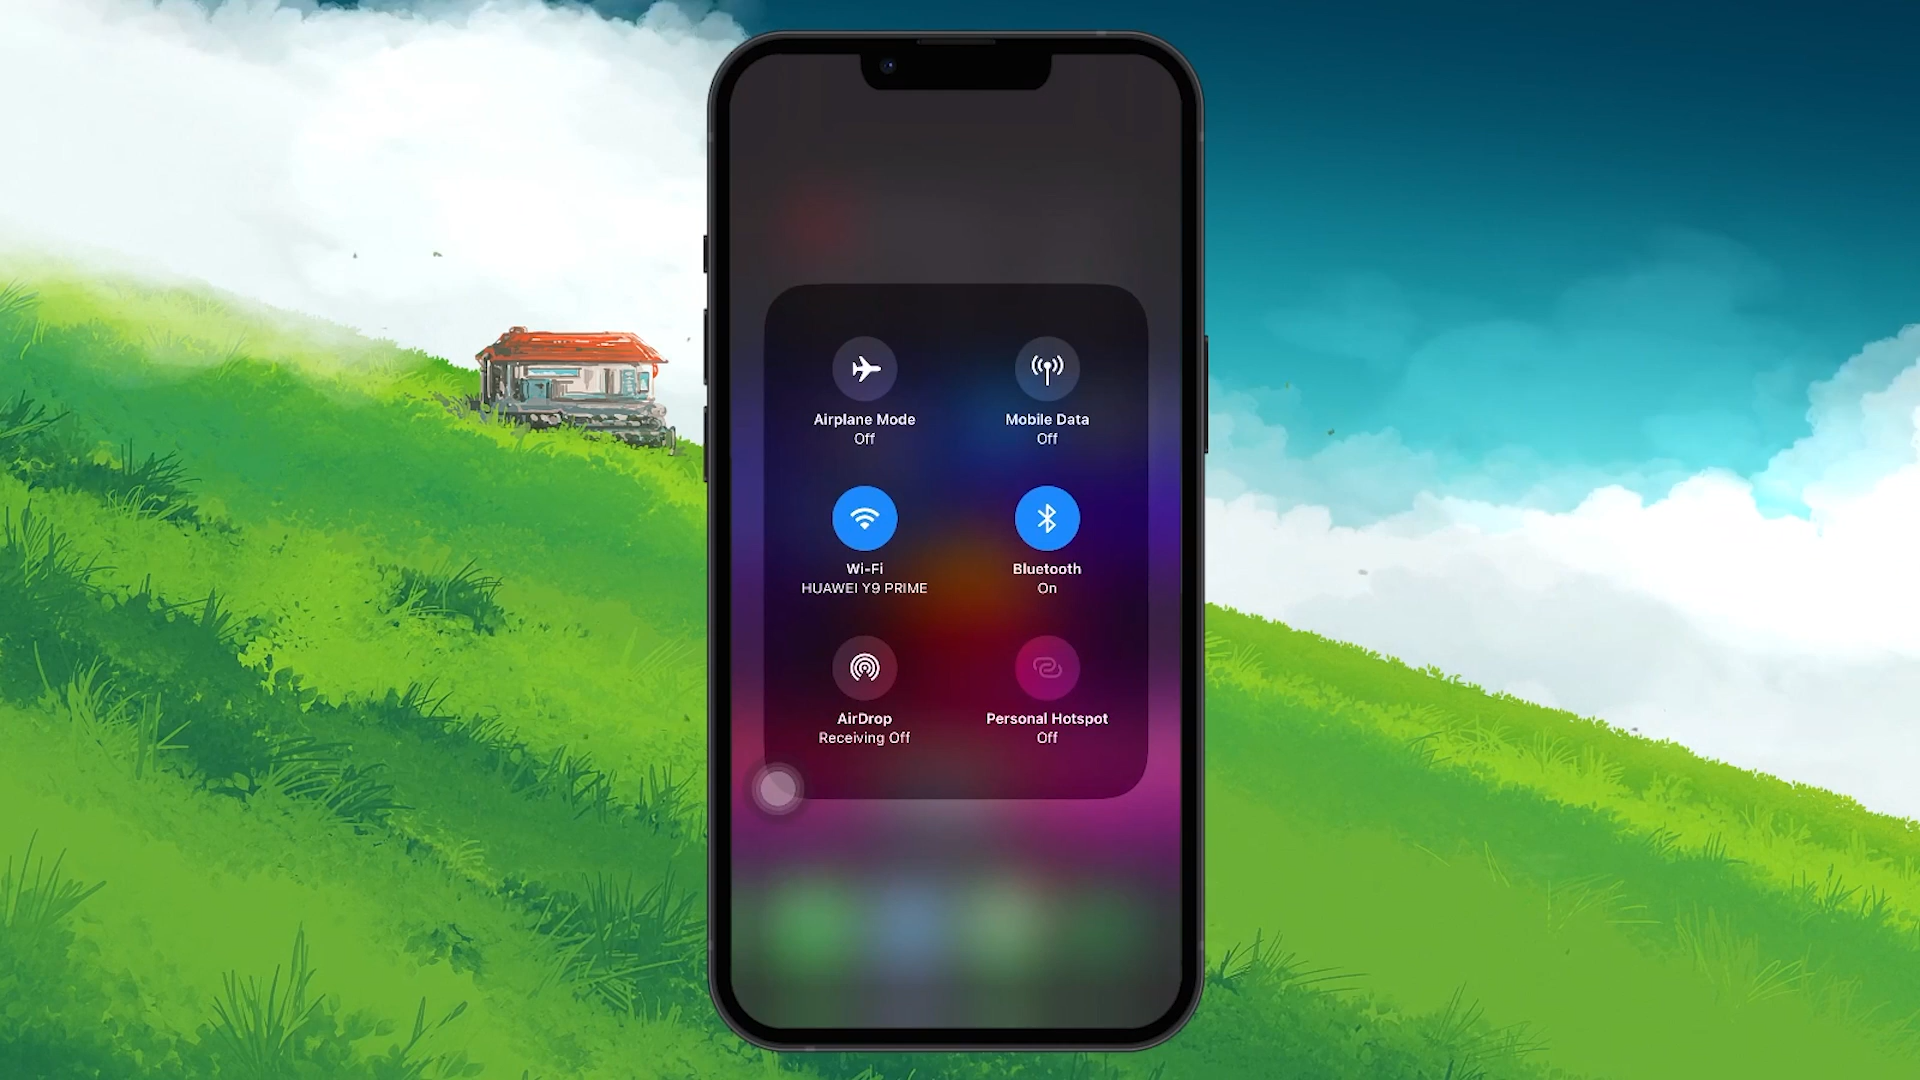 Airplane Mode
Off
Mobile Data
Off
Wi-Fi
HUAWEI Y9 PRIME
Bluetooth
On
AirDrop
Receiving Off
Personal Hotspot
Off